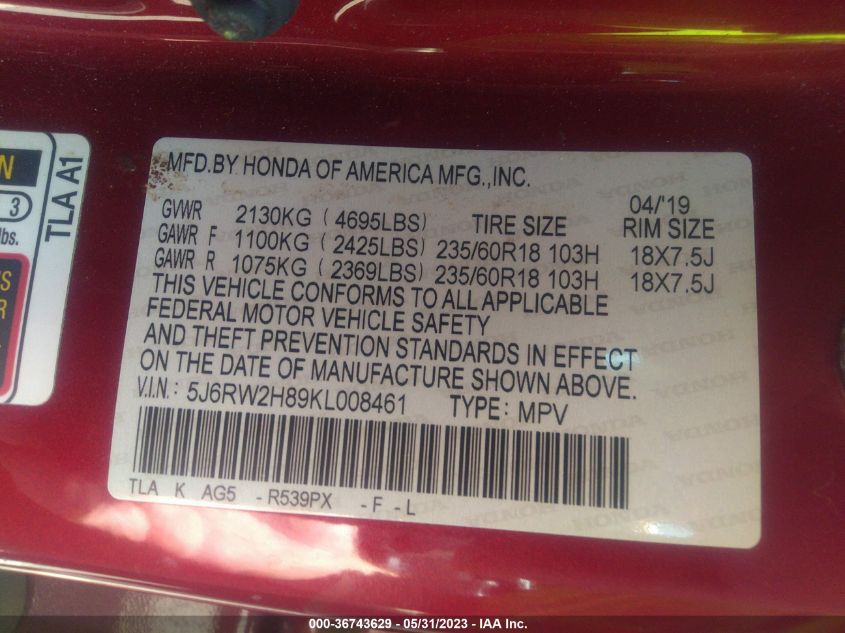 MFD.BY HONDA OF AMERICA MFG.,INC.
04/'19
GVWR 2130KG (4695LBS) TIRE SIZE RIM SIZE
GAWR F 1100KG (2425LBS) 235/60R18 103H 18X7.5J
GAWR R 1075KG (2369LBS) 235/60R18 103H 18X7.5J
THIS VEHICLE CONFORMS TO ALL APPLICABLE
FEDERAL MOTOR VEHICLE SAFETY
AND THEFT PREVENTION STANDARDS IN EFFECT
ON THE DATE OF MANUFACTURE SHOWN ABOVE.
V.I.N: 5J6RW2H89KL008461 TYPE: MPV
TLA K AG5 -R539PX -F-L
TLA A1
N
3
lbs.
S
R
000-36743629 - 05/31/2023 - IAA Inc.